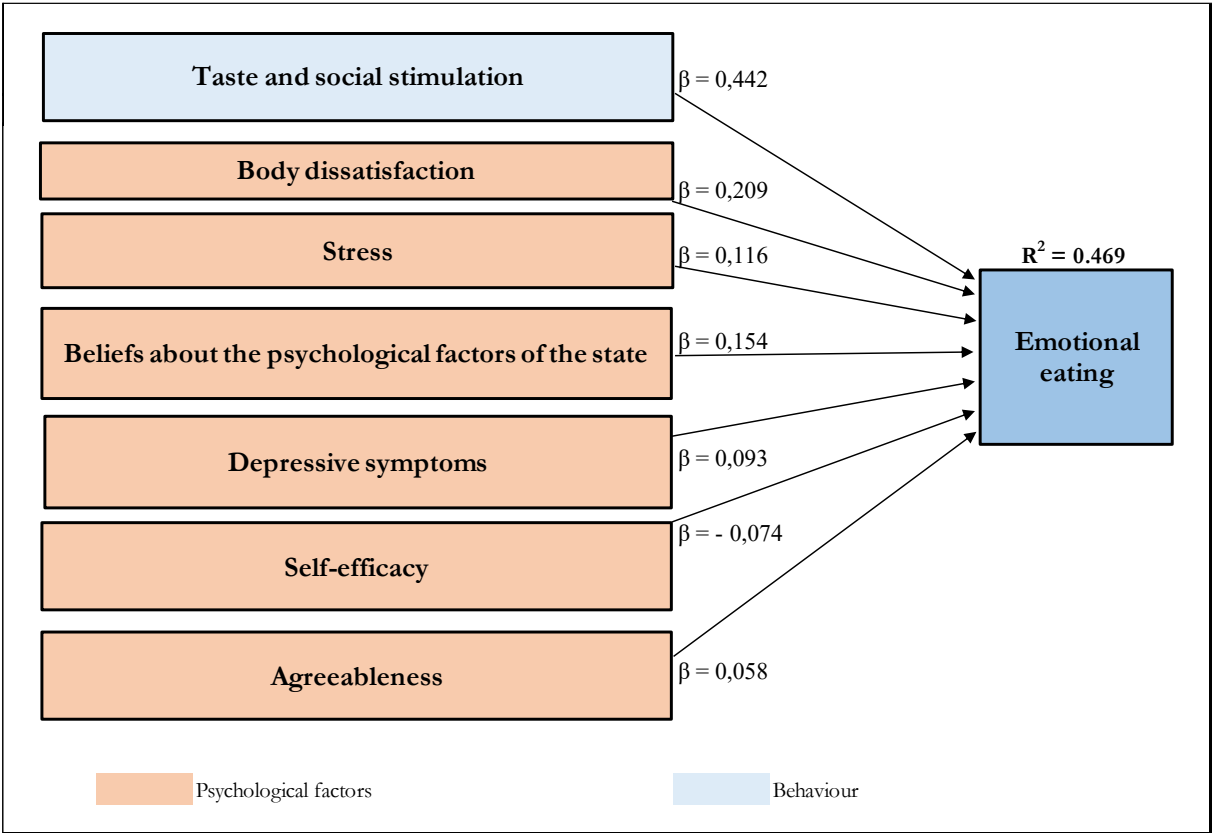 Taste and social stimulation
β = 0,442
Body dissatisfaction
β = 0,209
Stress
β = 0,116
Beliefs about the psychological factors of the state
β = 0,154
Depressive symptoms
β = 0,093
Self-efficacy
β = - 0,074
Agreeableness
β = 0,058
R² = 0.469
Emotional
eating
Psychological factors
Behaviour